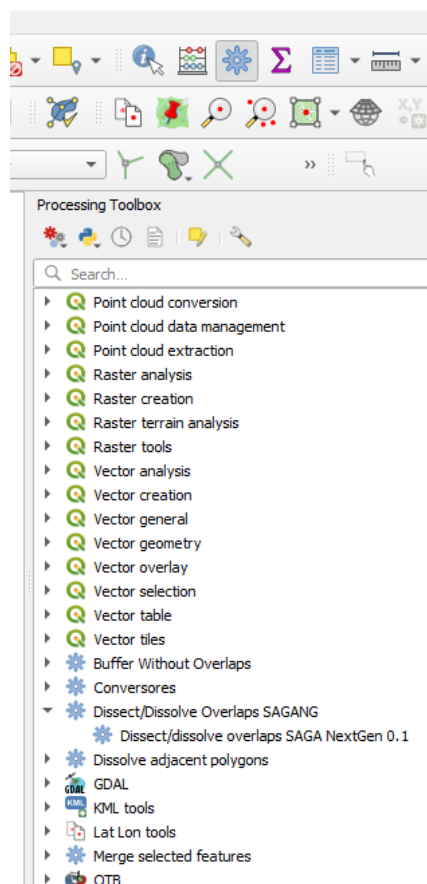 X,Y
»
Processing Toolbox
Search...
Point cloud conversion
Point cloud data management
Point cloud extraction
Raster analysis
Raster creation
Raster terrain analysis
Raster tools
Vector analysis
Vector creation
Vector general
Vector geometry
Vector overlay
Vector selection
Vector table
Vector tiles
Buffer Without Overlaps
Conversores
Dissect/Dissolve Overlaps SAGANG
Dissect/dissolve overlaps SAGA NextGen 0.1
Dissolve adjacent polygons
GDAL GDAL
KML KML tools
Lat Lon tools
Merge selected features
OTB